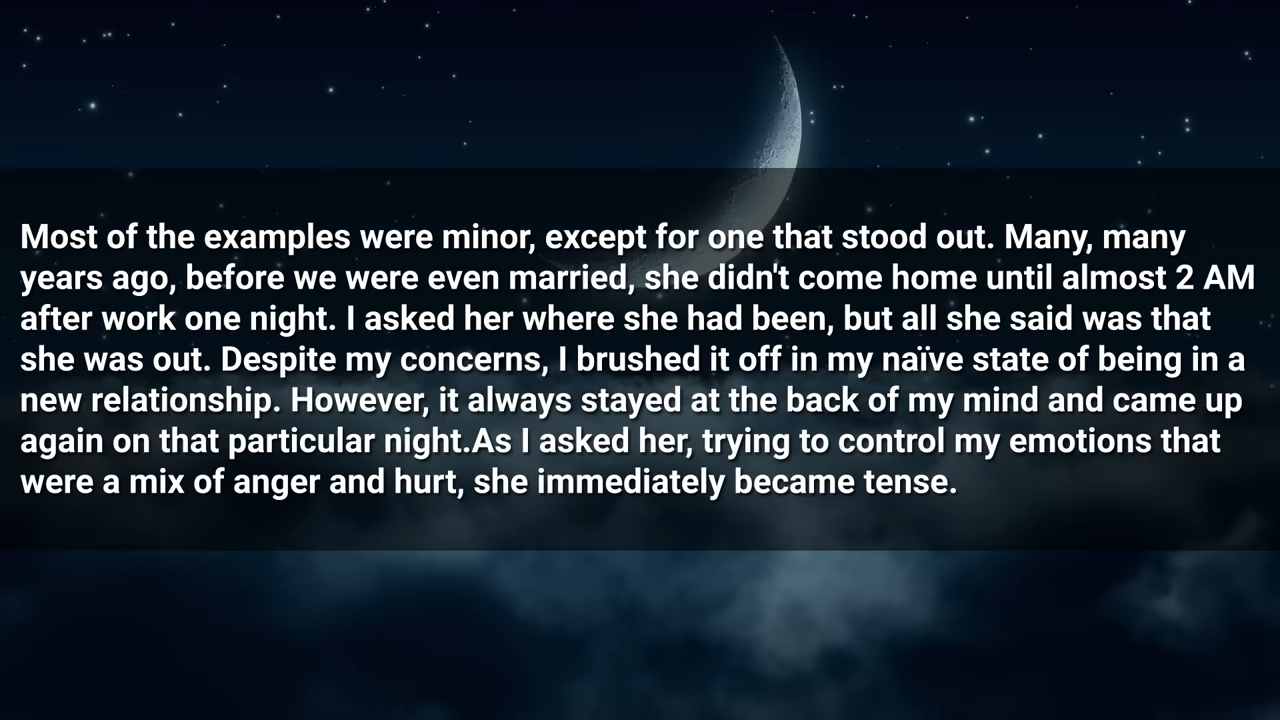 Most of the examples were minor, except for one that stood out. Many, many
years ago, before we were even married, she didn't come home until almost 2 AM
after work one night. I asked her where she had been, but all she said was that
she was out. Despite my concerns, I brushed it off in my naïve state of being in a
new relationship. However, it always stayed at the back of my mind and came up
again on that particular night.As I asked her, trying to control my emotions that
were a mix of anger and hurt, she immediately became tense.